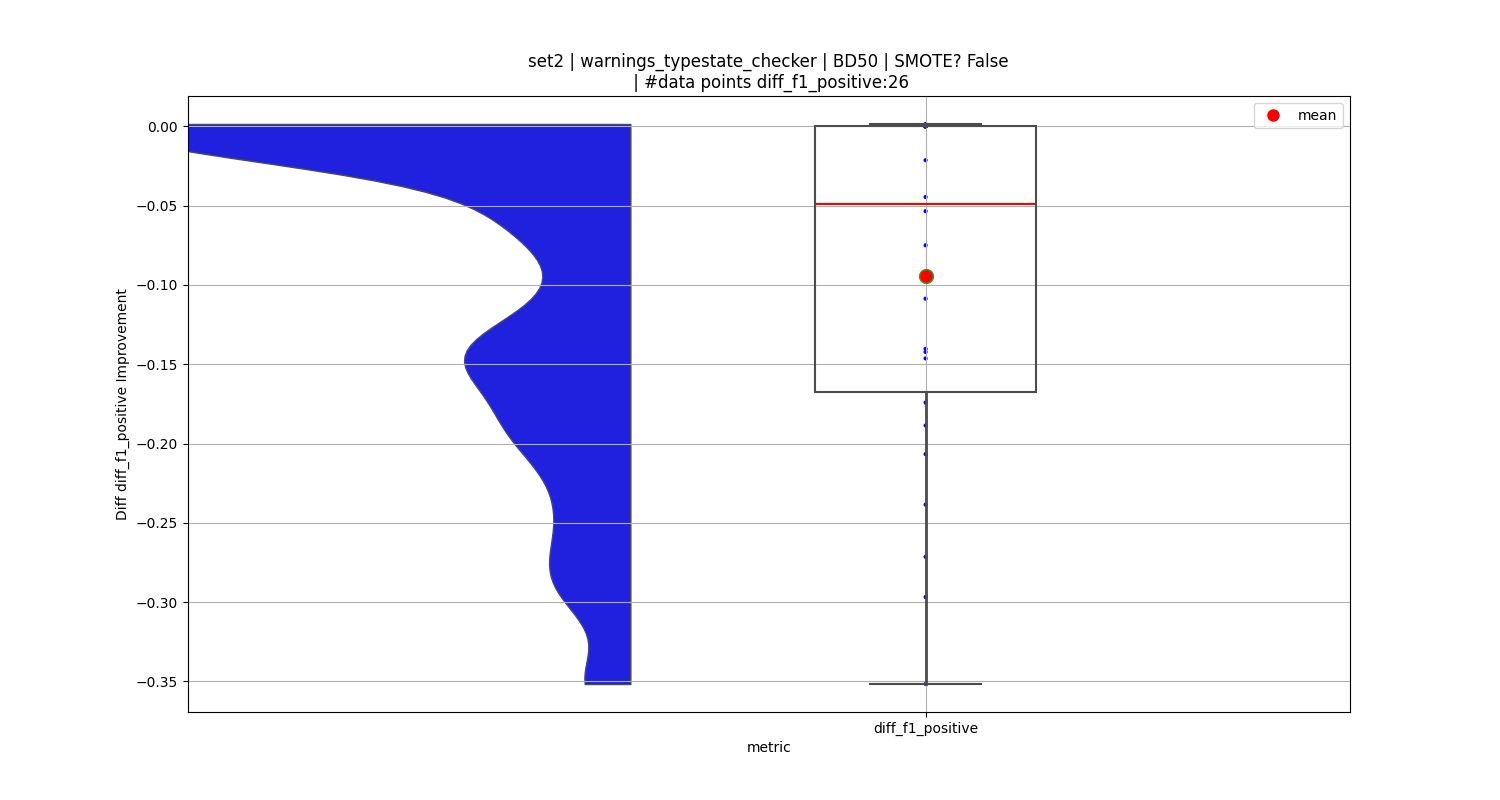 set2 | warnings_typestate_checker | BD50 | SMOTE? False
| #data points diff_f1_positive:26
mean
0.00
−0.05
−0.10
−0.15
−0.20
−0.25
−0.30
−0.35
Diff diff_f1_positive Improvement
diff_f1_positive
metric